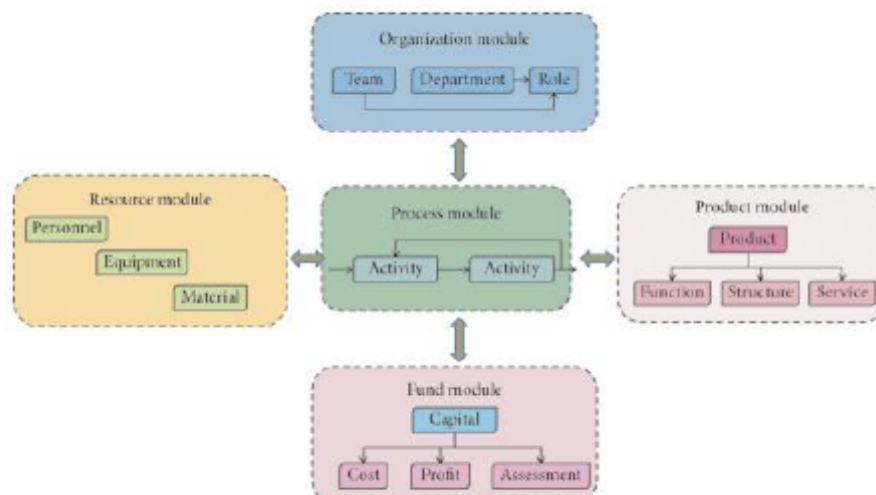 Organization module
Team Department Role
Resource module
Personnel
Equipment
Material
Process module
Activity Activity
Product module
Product
Function Structure Service
Fund module
Capital
Cost Profit Assessment